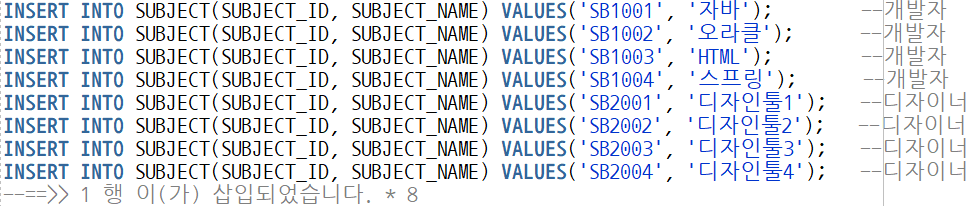 INSERT INTO SUBJECT(SUBJECT_ID, SUBJECT_NAME) VALUES('SB1001', '자바'); --개발자
INSERT INTO SUBJECT(SUBJECT_ID, SUBJECT_NAME) VALUES('SB1002', '오라클'); --개발자
INSERT INTO SUBJECT(SUBJECT_ID, SUBJECT_NAME) VALUES('SB1003', 'HTML'); --개발자
INSERT INTO SUBJECT(SUBJECT_ID, SUBJECT_NAME) VALUES('SB1004', '스프링'); --개발자
INSERT INTO SUBJECT(SUBJECT_ID, SUBJECT_NAME) VALUES('SB2001', '디자인툴1'); --디자이너
INSERT INTO SUBJECT(SUBJECT_ID, SUBJECT_NAME) VALUES('SB2002', '디자인툴2'); --디자이너
INSERT INTO SUBJECT(SUBJECT_ID, SUBJECT_NAME) VALUES('SB2003', '디자인툴3'); --디자이너
INSERT INTO SUBJECT(SUBJECT_ID, SUBJECT_NAME) VALUES('SB2004', '디자인툴4'); --디자이너
--==>> 1 행 이(가) 삽입되었습니다. * 8